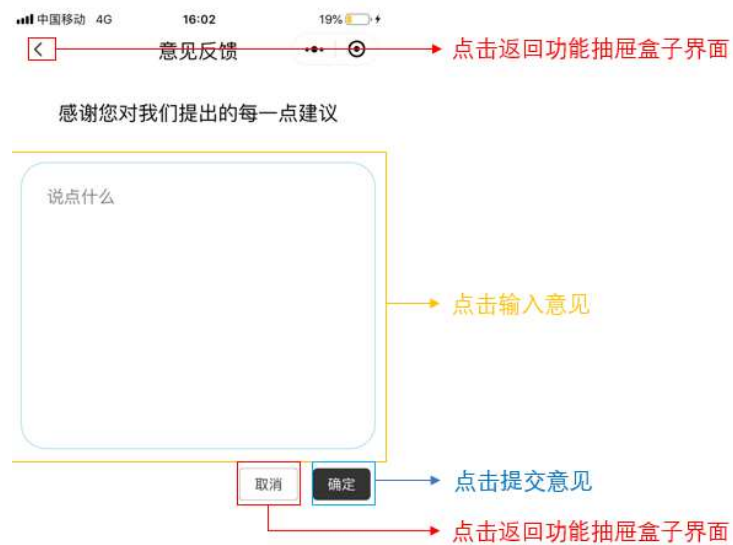 中国移动 4G 16:02 19%
意见反馈 点击返回功能抽屉盒子界面
感谢您对我们提出的每一点建议
说点什么
点击输入意见
取消 确定 点击提交意见
点击返回功能抽屉盒子界面